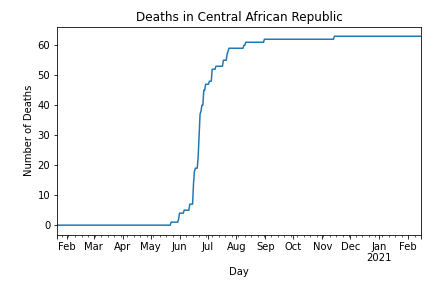 Deaths in Central African Republic
Number of Deaths
60
50
40
30
20
10
0
Feb Mar Apr May Jun Jul Aug Sep Oct Nov Dec Jan Feb
2021
Day